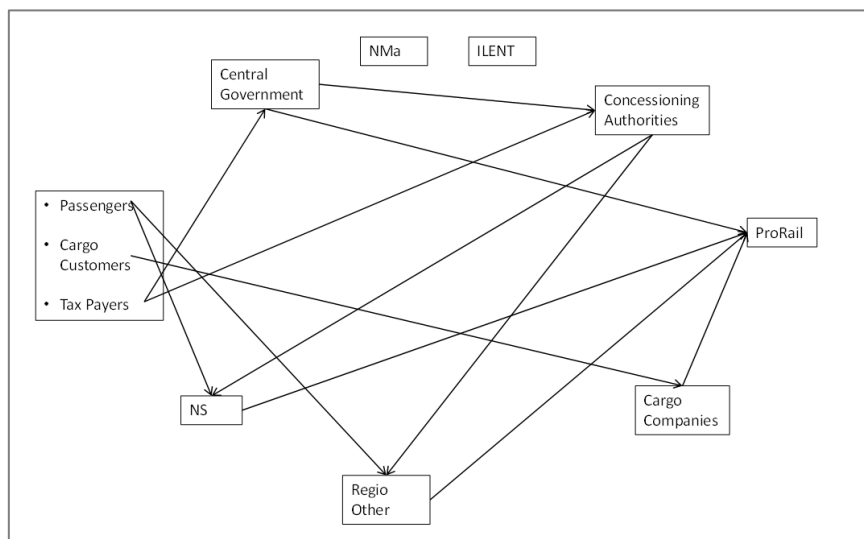 NMa
ILENT
Central
Government
Concessioning
Authorities
• Passengers
• Cargo
Customers
• Tax Payers
ProRail
NS
Cargo
Companies
Regio
Other